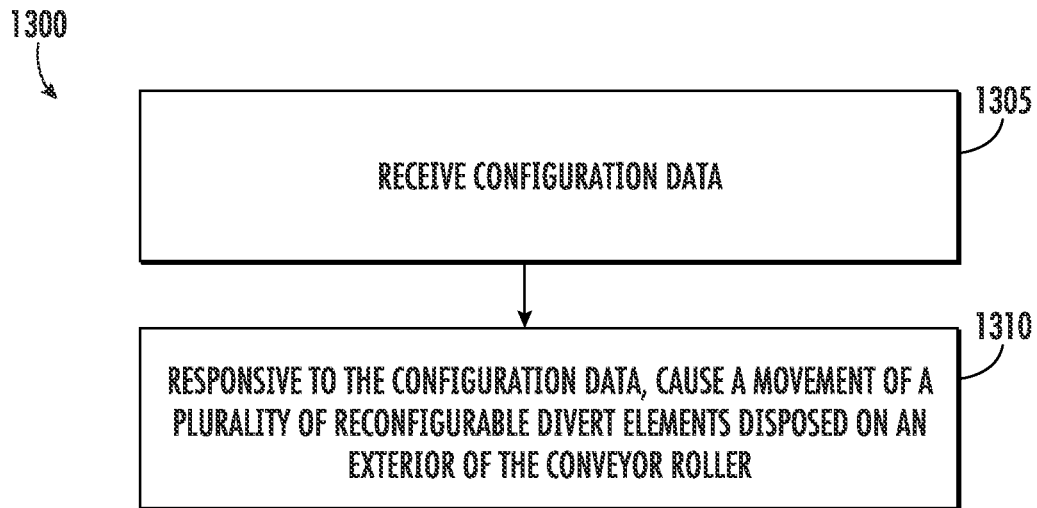 1300
1305
RECEIVE CONFIGURATION DATA
1310
RESPONSIVE TO THE CONFIGURATION DATA, CAUSE A MOVEMENT OF A
PLURALITY OF RECONFIGURABLE DIVERT ELEMENTS DISPOSED ON AN
EXTERIOR OF THE CONVEYOR ROLLER